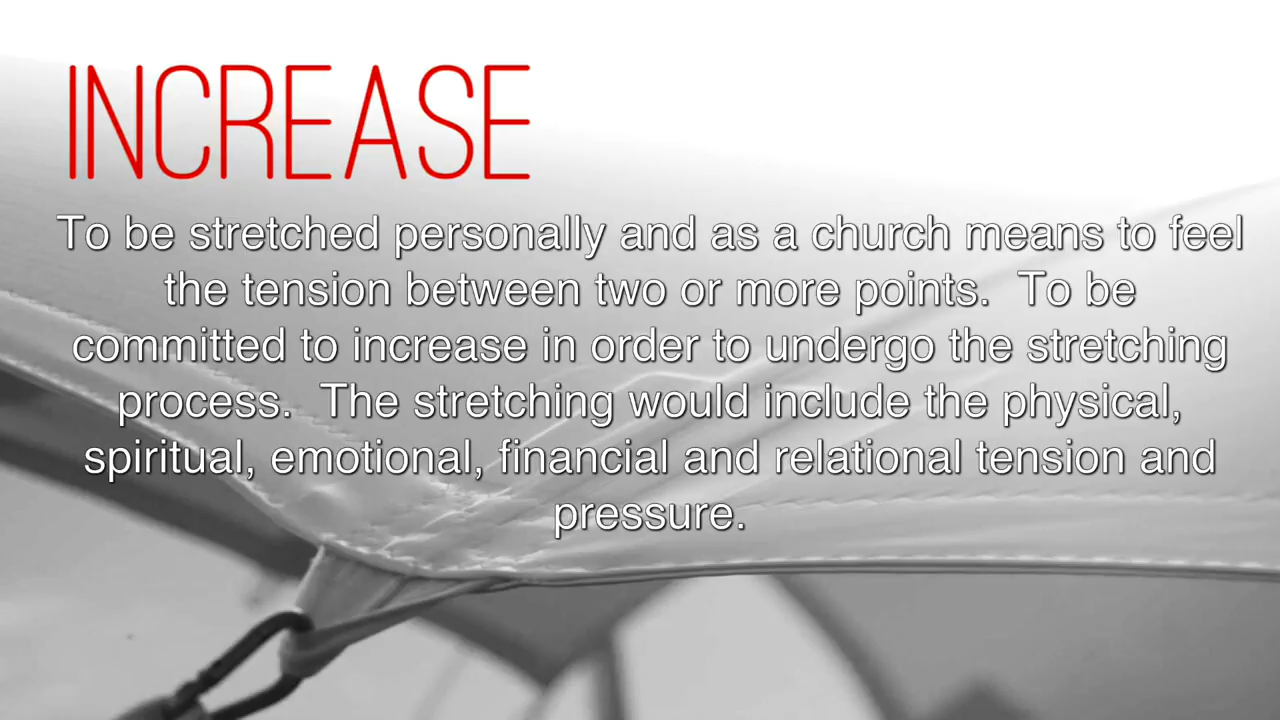 INCREASE
To be stretched personally and as a church means to feel
the tension between two or more points.  To be
committed to increase in order to undergo the stretching
process.  The stretching would include the physical,
spiritual, emotional, financial and relational tension and
pressure.